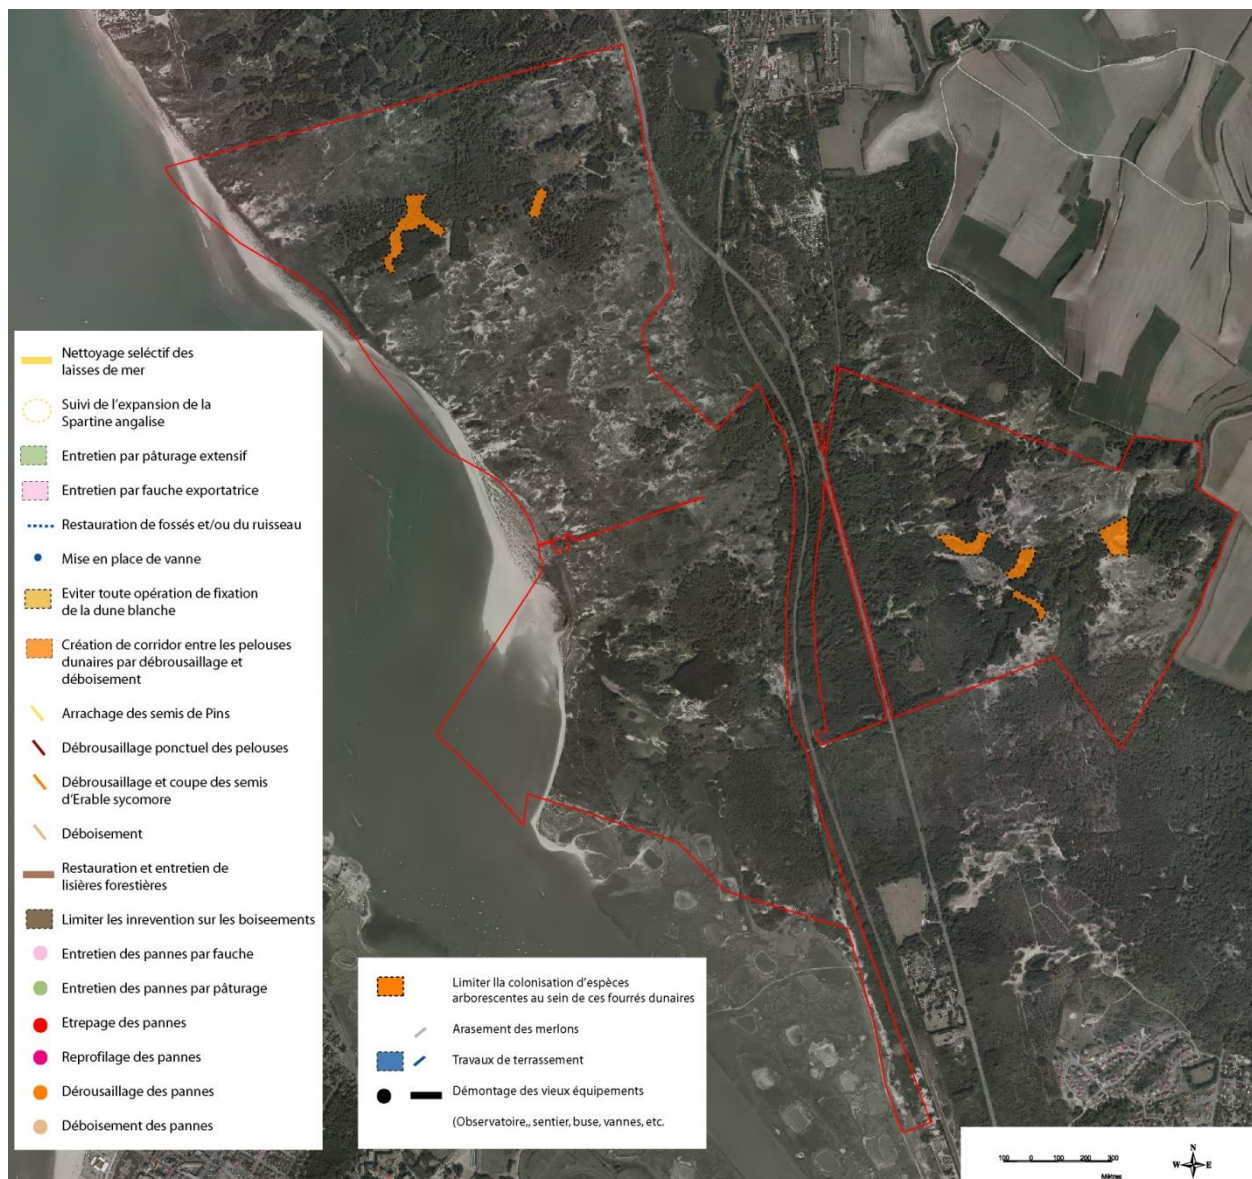 Nettoyage seléctif des
laisses de mer
Suivi de l'expansion de la
Spartine angalise
Entretien par pâturage extensif
Entretien par fauche exportatrice
Restauration de fossés et/ou du ruisseau
Mise en place de vanne
Eviter toute opération de fixation
de la dune blanche
Création de corridor entre les pelouses
dunaires par débrousaillage et
déboisement
Arrachage des semis de Pins
Débrousaillage ponctuel des pelouses
Débrousaillage et coupe des semis
d'Erable sycomore
Déboisement
Restauration et entretien de
lisières forestières
Limiter les inrevention sur les boiseements
Entretien des pannes par fauche
Entretien des pannes par pâturage
Etrepage des pannes
Reprofilage des pannes
Dérousaillage des pannes
Déboisement des pannes
Limiter lla colonisation d'espèces
arborescentes au sein de ces fourrés dunaires
Arasement des merlons
Travaux de terrassement
Démontage des vieux équipements
(Observatoire,, sentier, buse, vannes, etc.
100 0 100 200 300
Mètres
N
W E
S